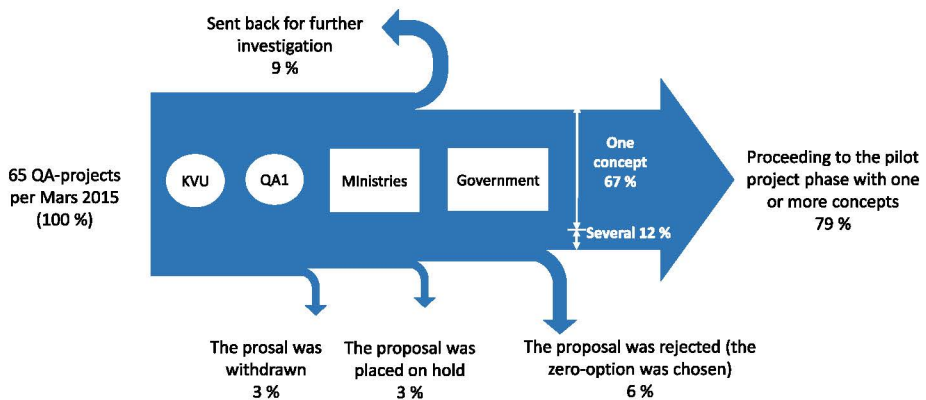 Sent back for further
investigation
9 %
65 QA-projects
per Mars 2015
(100 %)
KVU
QA1
Ministries
Government
One
concept
67 %
Several 12 %
Proceeding to the pilot
project phase with one
or more concepts
79 %
The prosal was
withdrawn
3 %
The proposal was
placed on hold
3 %
The proposal was rejected (the
zero-option was chosen)
6 %